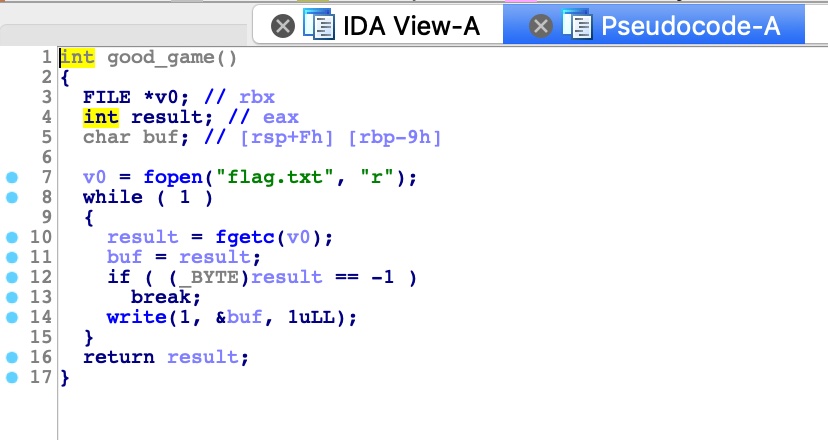 IDA View-A Pseudocode-A
1 int good_game()
2 {
3 FILE *v0; // rbx
4 int result; // eax
5 char buf; // [rsp+Fh] [rbp-9h]
6
7 v0 = fopen("flag.txt", "r");
8 while ( 1 )
9 {
10 result = fgetc(v0);
11 buf = result;
12 if ( (_BYTE)result == -1 )
13 break;
14 write(1, &buf, 1uLL);
15 }
16 return result;
17 }